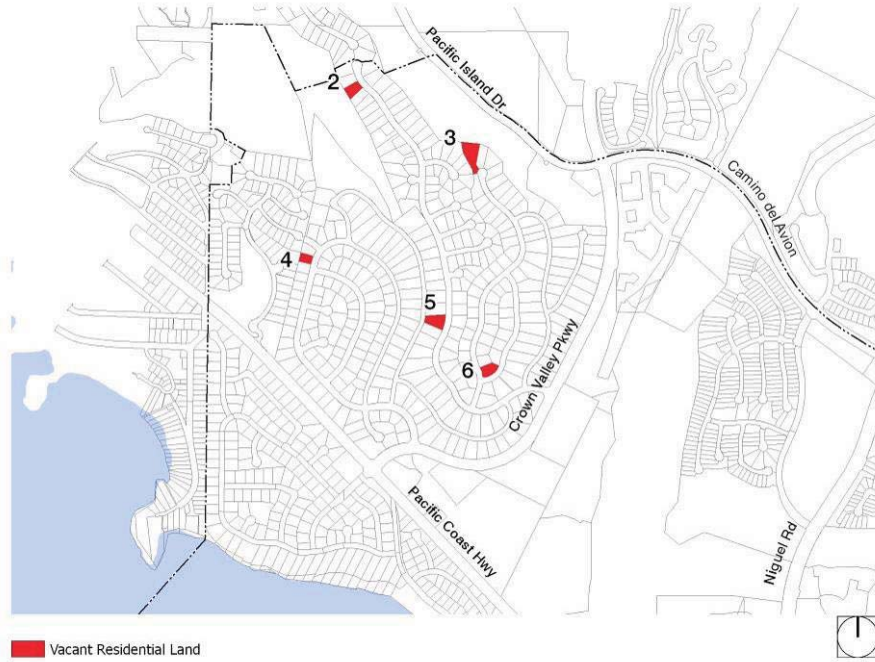 Pacific Island Dr
2
3
Camino del Avion
4
5
6
Crown Valley Pkwy
Pacific Coast Hwy
Niguel Rd
Vacant Residential Land